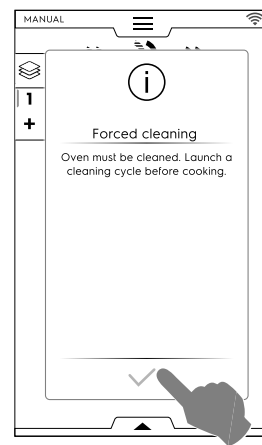 MANUAL
1
+
i
Forced cleaning
Oven must be cleaned. Launch a
cleaning cycle before cooking.